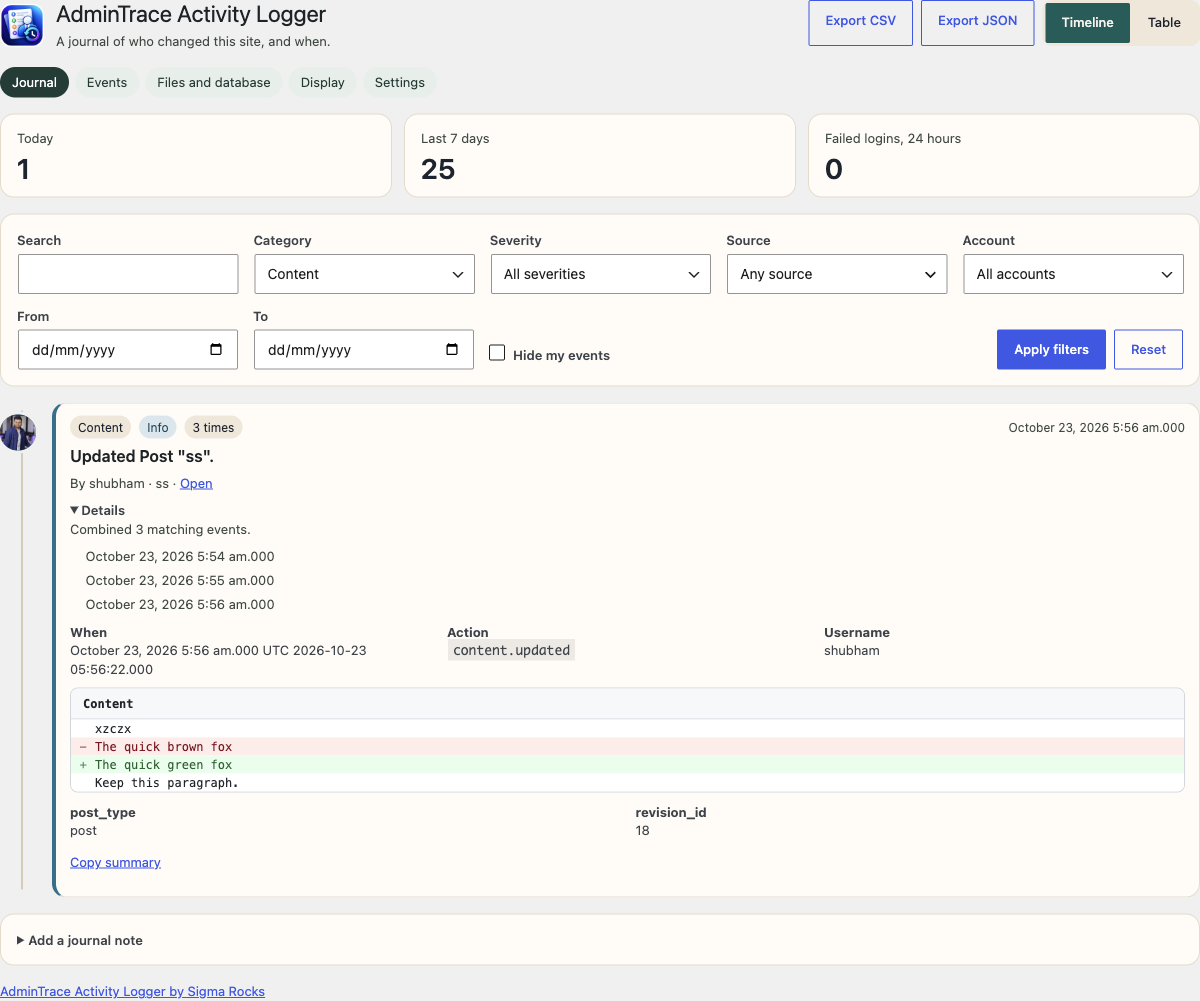 AdminTrace Activity Logger
A journal of who changed this site, and when.
Export CSV
Export JSON
Timeline
Table
Journal
Events
Files and database
Display
Settings
Today
1
Last 7 days
25
Failed logins, 24 hours
0
Search
Category
Severity
Source
Account
Content
All severities
Any source
All accounts
From
To
dd/mm/yyyy
dd/mm/yyyy
Hide my events
Apply filters
Reset
Content
Info
3 times
October 23, 2026 5:56 am.000
Updated Post "ss".
By shubham · ss · Open
▼ Details
Combined 3 matching events.
October 23, 2026 5:54 am.000
October 23, 2026 5:55 am.000
October 23, 2026 5:56 am.000
When
October 23, 2026 5:56 am.000 UTC 2026-10-23
05:56:22.000
Action
content.updated
Username
shubham
Content
xzczx
− The quick brown fox
+ The quick green fox
Keep this paragraph.
post_type
post
revision_id
18
Copy summary
▶ Add a journal note
AdminTrace Activity Logger by Sigma Rocks